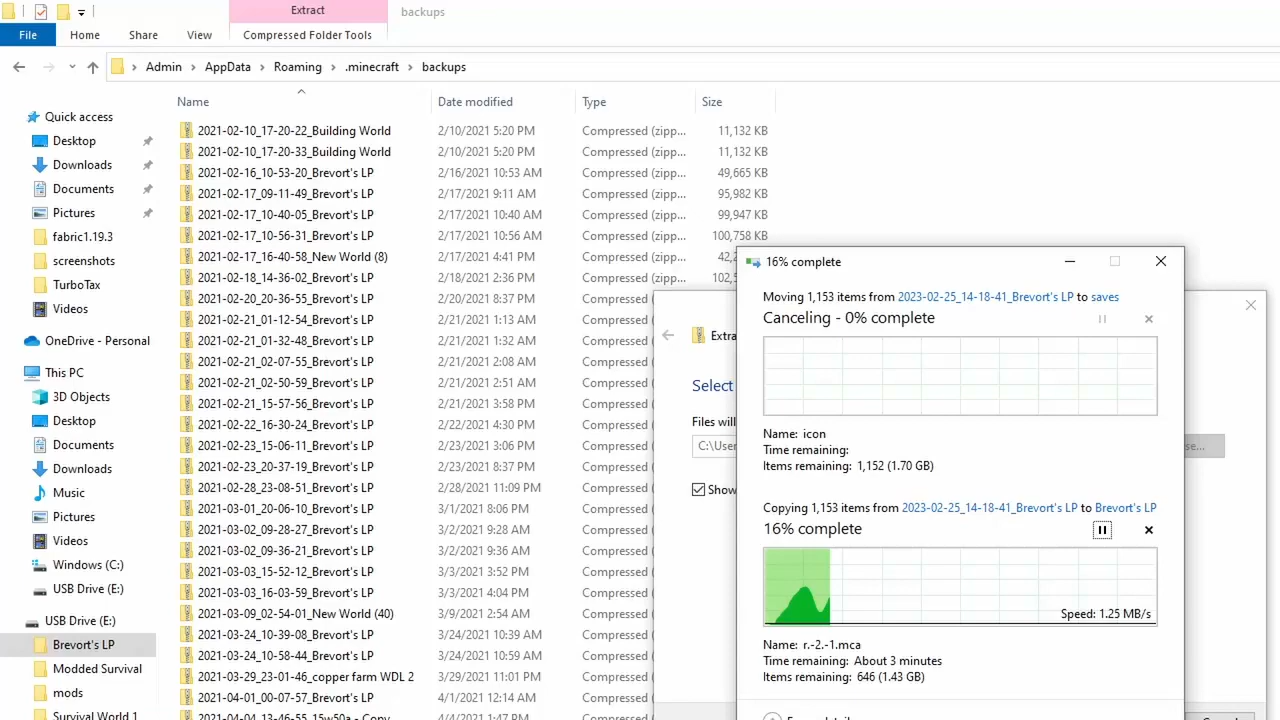 Extract backups
File Home Share View Compressed Folder Tools
Admin AppData Roaming .minecraft backups
Name Date modified Type Size
Quick access
Desktop
Downloads
Documents
Pictures
fabric1.19.3
screenshots
TurboTax
Videos
OneDrive - Personal
This PC
3D Objects
Desktop
Documents
Downloads
Music
Pictures
Videos
Windows (C:)
USB Drive (E:)
USB Drive (E:)
Brevort's LP
Modded Survival
mods
Survival World 1
2021-02-10_17-20-22_Building World 2/10/2021 5:20 PM Compressed (zipp... 11,132 KB
2021-02-10_17-20-33_Building World 2/10/2021 5:20 PM Compressed (zipp... 11,132 KB
2021-02-16_10-53-20_Brevort's LP 2/16/2021 10:53 AM Compressed (zipp... 49,665 KB
2021-02-17_09-11-49_Brevort's LP 2/17/2021 9:11 AM Compressed (zipp... 95,982 KB
2021-02-17_10-40-05_Brevort's LP 2/17/2021 10:40 AM Compressed (zipp... 99,947 KB
2021-02-17_10-56-31_Brevort's LP 2/17/2021 10:56 AM Compressed (zipp... 100,758 KB
2021-02-17_16-40-58_New World (8) 2/17/2021 4:41 PM Compressed (zipp... 42,2
2021-02-18_14-36-02_Brevort's LP 2/18/2021 2:36 PM Compressed (zipp... 102,5
2021-02-20_20-36-55_Brevort's LP 2/20/2021 8:37 PM Compressed (
2021-02-21_01-12-54_Brevort's LP 2/21/2021 1:13 AM Compressed (
2021-02-21_01-32-48_Brevort's LP 2/21/2021 1:32 AM Compressed (
2021-02-21_02-07-55_Brevort's LP 2/21/2021 2:08 AM Compressed (
2021-02-21_02-50-59_Brevort's LP 2/21/2021 2:51 AM Compressed (
2021-02-21_15-57-56_Brevort's LP 2/21/2021 3:58 PM Compressed (
2021-02-22_16-30-24_Brevort's LP 2/22/2021 4:30 PM Compressed (
2021-02-23_15-06-11_Brevort's LP 2/23/2021 3:06 PM Compressed (
2021-02-23_20-37-19_Brevort's LP 2/23/2021 8:37 PM Compressed (
2021-02-28_23-08-51_Brevort's LP 2/28/2021 11:09 PM Compressed (
2021-03-01_20-06-10_Brevort's LP 3/1/2021 8:06 PM Compressed (
2021-03-02_09-28-27_Brevort's LP 3/2/2021 9:28 AM Compressed (
2021-03-02_09-36-21_Brevort's LP 3/2/2021 9:36 AM Compressed (
2021-03-03_15-52-12_Brevort's LP 3/3/2021 3:52 PM Compressed (
2021-03-03_16-03-59_Brevort's LP 3/3/2021 4:04 PM Compressed (
2021-03-09_02-54-01_New World (40) 3/9/2021 2:54 AM Compressed (
2021-03-24_10-39-08_Brevort's LP 3/24/2021 10:39 AM Compressed (
2021-03-24_10-58-44_Brevort's LP 3/24/2021 10:59 AM Compressed (
2021-03-29_23-01-46_copper farm WDL 2 3/29/2021 11:01 PM Compressed (
2021-04-01_00-07-57_Brevort's LP 4/1/2021 12:14 AM Compressed (
2021-04-04_13-46-55_15w50a - Copy 4/4/2021 1:47 PM Compressed (
Extra
Select
Files will
C:\User
se...
Show
16% complete
Moving 1,153 items from 2023-02-25_14-18-41_Brevort's LP to saves
Canceling - 0% complete
Name: icon
Time remaining:
Items remaining: 1,152 (1.70 GB)
Copying 1,153 items from 2023-02-25_14-18-41_Brevort's LP to Brevort's LP
16% complete
Speed: 1.25 MB/s
Name: r.-2.-1.mca
Time remaining: About 3 minutes
Items remaining: 646 (1.43 GB)